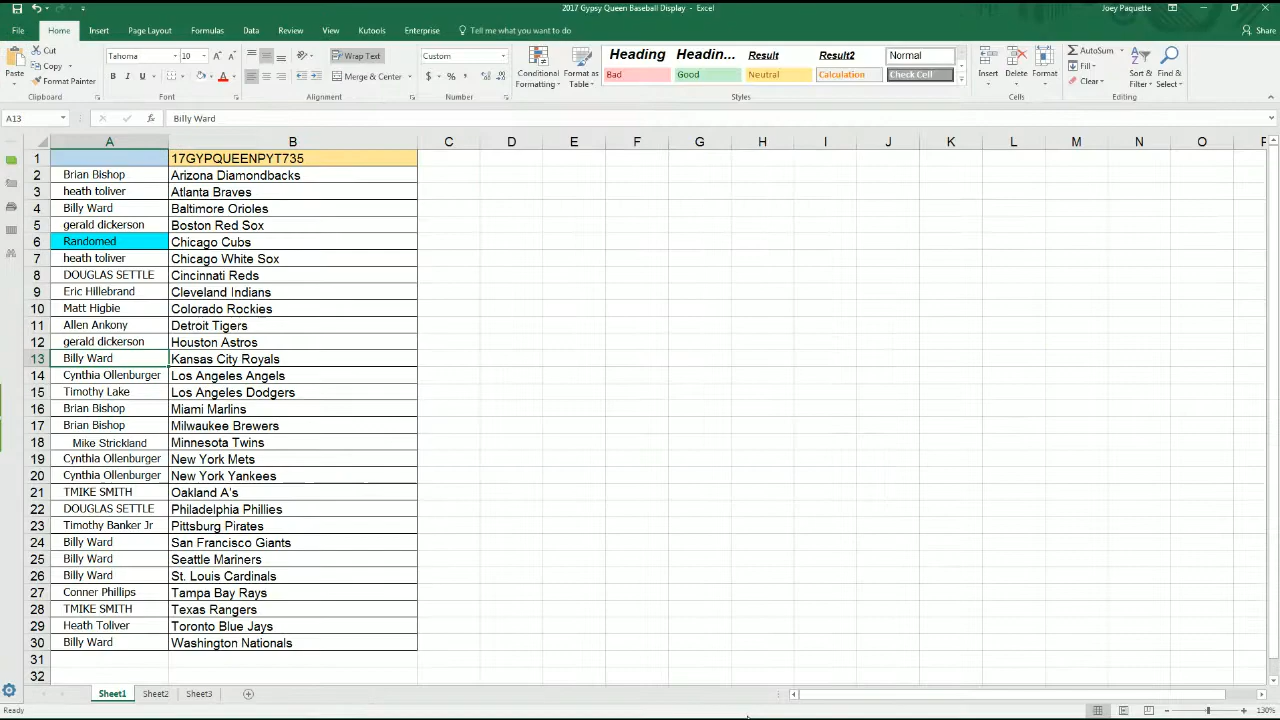 2017 Gypsy Queen Baseball Display - Excel
Joey Paquette
File Home Insert Page Layout Formulas Data Review View Kutools Enterprise Tell me what you want to do Share
Paste Cut Copy Format Painter Clipboard
Tahoma 10 B I U A Font
Wrap Text Merge & Center Alignment
Custom $ % , Number
Conditional Formatting Format as Table
Heading Headin... Result Result2 Normal
Bad Good Neutral Calculation Check Cell
Styles
Insert Delete Format Cells
AutoSum Fill Clear Sort & Filter Find & Select Editing
A13 fx Billy Ward
A B C D E F G H I J K L M N O
1 17GYPQUEENPYT735
2 Brian Bishop Arizona Diamondbacks
3 heath toliver Atlanta Braves
4 Billy Ward Baltimore Orioles
5 gerald dickerson Boston Red Sox
6 Randomed Chicago Cubs
7 heath toliver Chicago White Sox
8 DOUGLAS SETTLE Cincinnati Reds
9 Eric Hillebrand Cleveland Indians
10 Matt Higbie Colorado Rockies
11 Allen Ankony Detroit Tigers
12 gerald dickerson Houston Astros
13 Billy Ward Kansas City Royals
14 Cynthia Ollenburger Los Angeles Angels
15 Timothy Lake Los Angeles Dodgers
16 Brian Bishop Miami Marlins
17 Brian Bishop Milwaukee Brewers
18 Mike Strickland Minnesota Twins
19 Cynthia Ollenburger New York Mets
20 Cynthia Ollenburger New York Yankees
21 TMIKE SMITH Oakland A's
22 DOUGLAS SETTLE Philadelphia Phillies
23 Timothy Banker Jr Pittsburg Pirates
24 Billy Ward San Francisco Giants
25 Billy Ward Seattle Mariners
26 Billy Ward St. Louis Cardinals
27 Conner Phillips Tampa Bay Rays
28 TMIKE SMITH Texas Rangers
29 Heath Toliver Toronto Blue Jays
30 Billy Ward Washington Nationals
31
32
Sheet1 Sheet2 Sheet3
Ready 130%